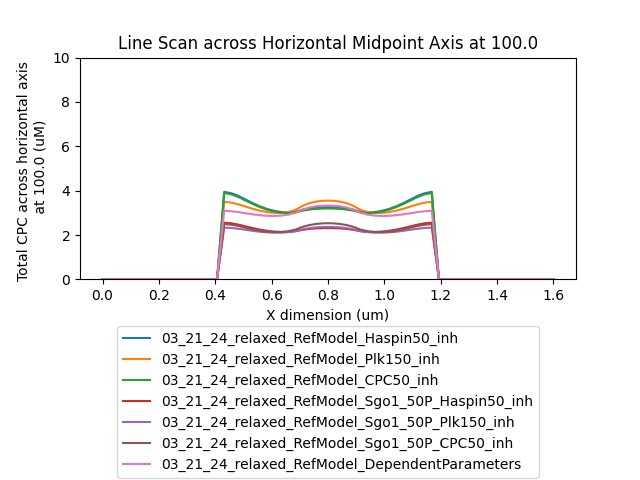 Line Scan across Horizontal Midpoint Axis at 100.0
Total CPC across horizontal axis
at 100.0 (uM)
10
8
6
4
2
0
0.0 0.2 0.4 0.6 0.8 1.0 1.2 1.4 1.6
X dimension (um)
03_21_24_relaxed_RefModel_Haspin50_inh
03_21_24_relaxed_RefModel_Plk150_inh
03_21_24_relaxed_RefModel_CPC50_inh
03_21_24_relaxed_RefModel_Sgo1_50P_Haspin50_inh
03_21_24_relaxed_RefModel_Sgo1_50P_Plk150_inh
03_21_24_relaxed_RefModel_Sgo1_50P_CPC50_inh
03_21_24_relaxed_RefModel_DependentParameters